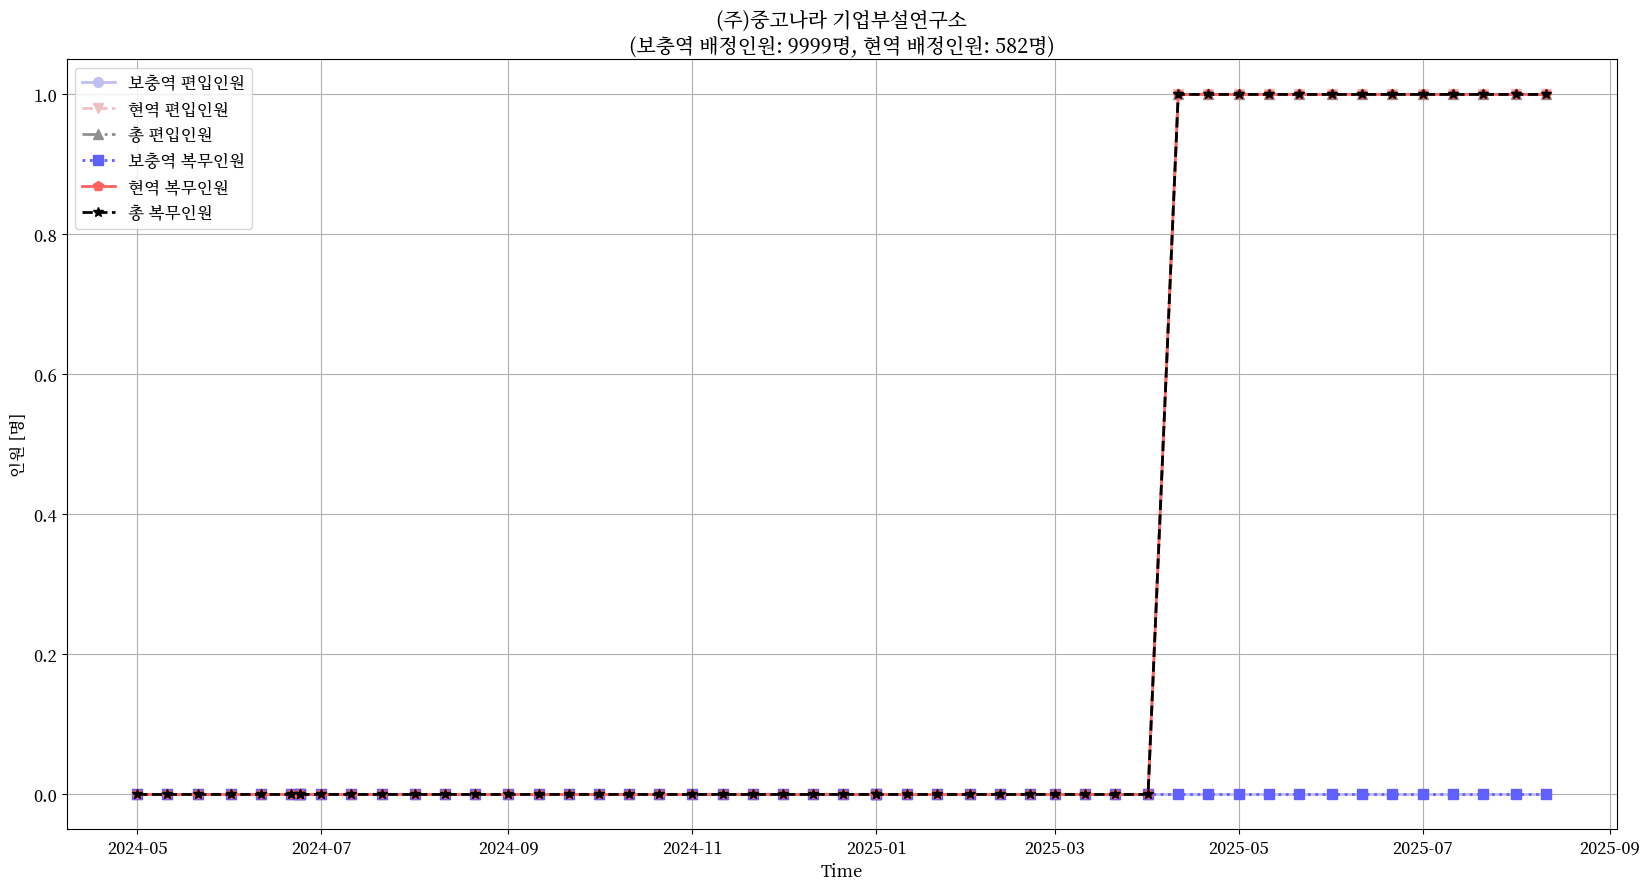 (주)중고나라 기업부설연구소
(보충역 배정인원: 9999명, 현역 배정인원: 582명)
보충역 편입인원
현역 편입인원
총 편입인원
보충역 복무인원
현역 복무인원
총 복무인원
1.0
0.8
0.6
0.4
0.2
0.0
인원 [명]
2024-05
2024-07
2024-09
2024-11
2025-01
2025-03
2025-05
2025-07
2025-09
Time